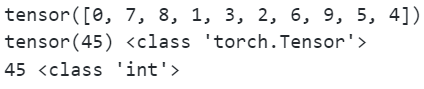 tensor([0, 7, 8, 1, 3, 2, 6, 9, 5, 4])
tensor(45) <class 'torch.Tensor'>
45 <class 'int'>